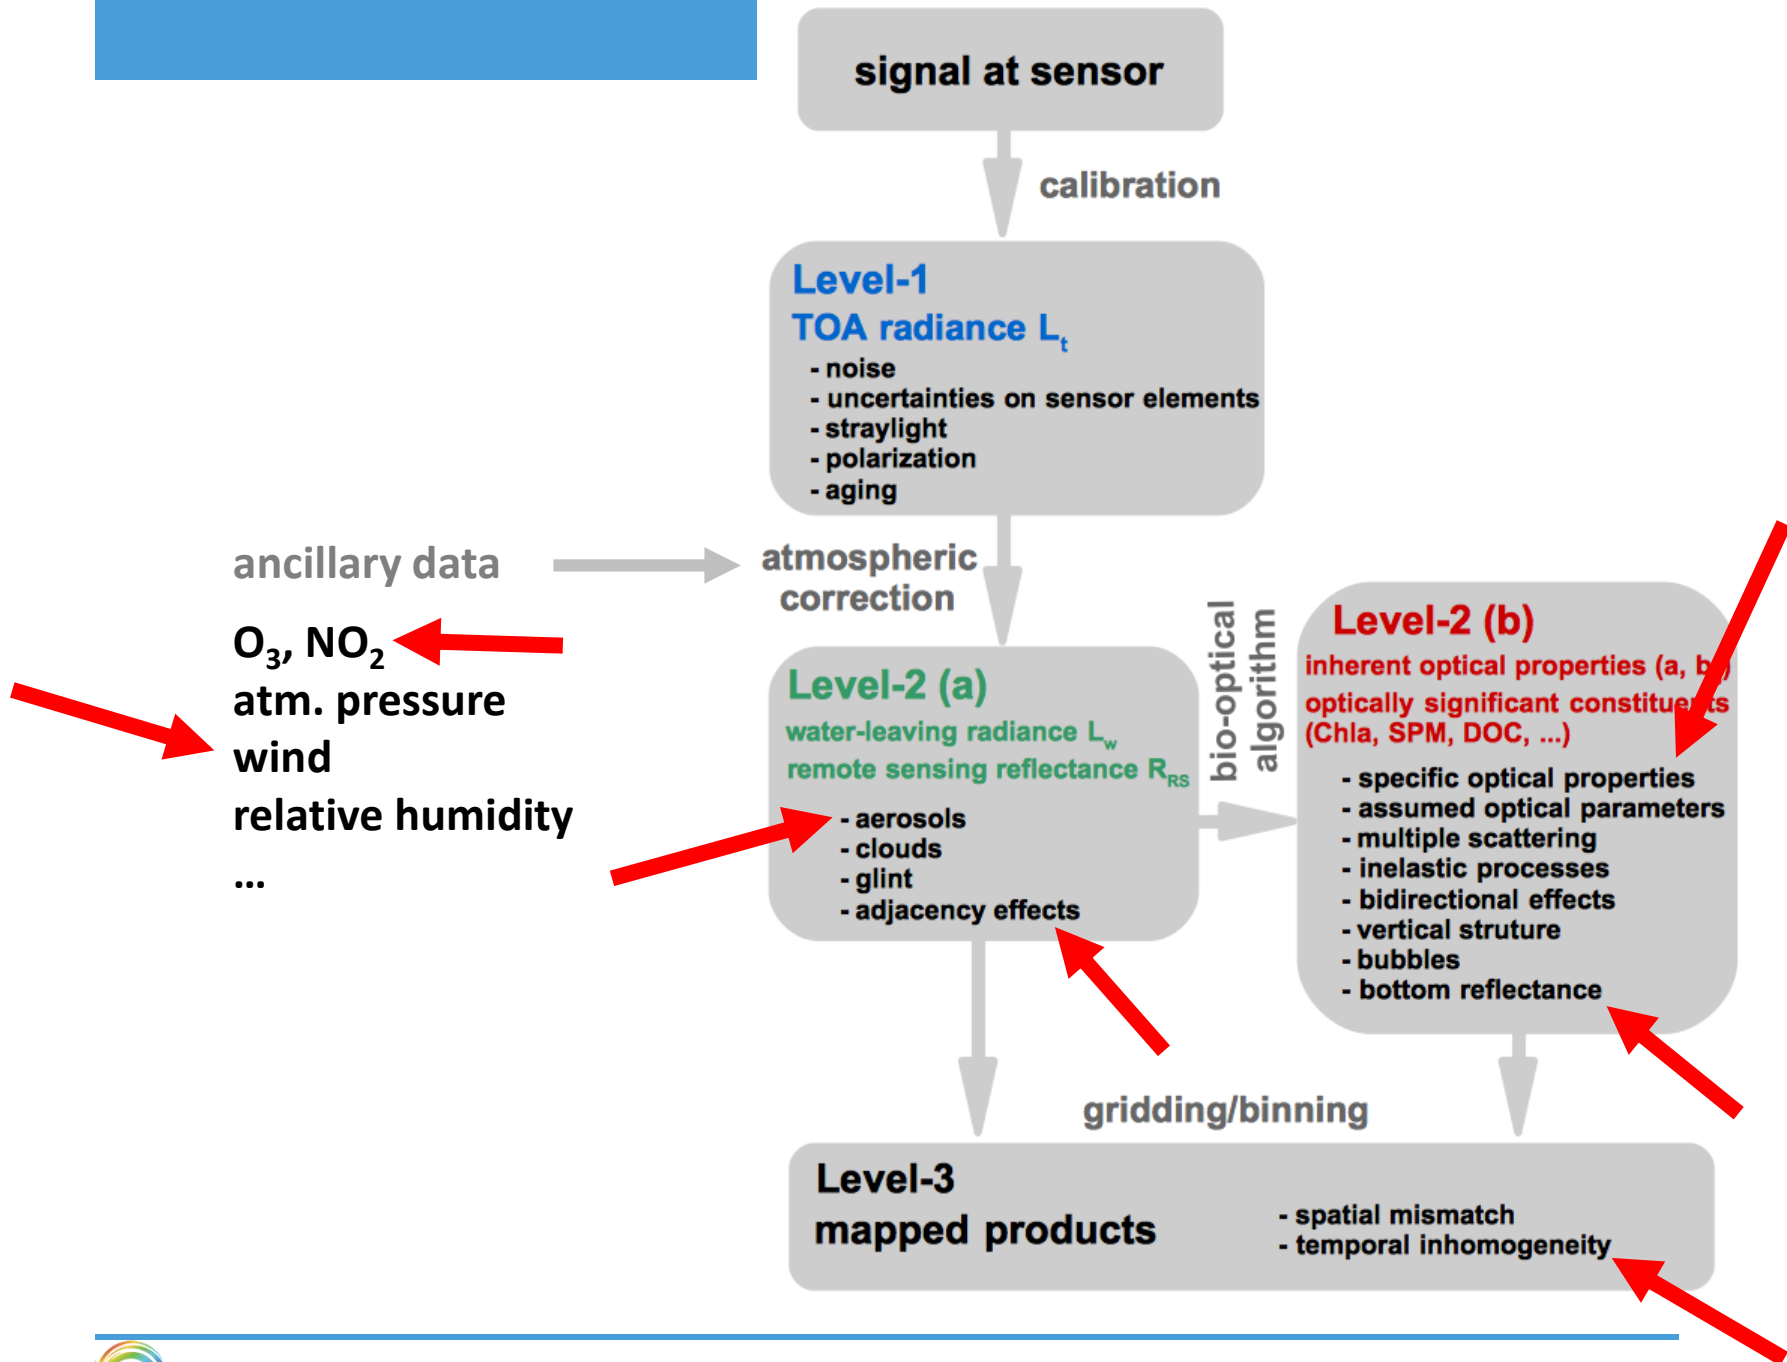 signal at sensor
calibration
Level-1
TOA radiance Lt
- noise
- uncertainties on sensor elements
- straylight
- polarization
- aging
ancillary data
atmospheric
correction
O3, NO2
atm. pressure
wind
relative humidity
...
Level-2 (a)
water-leaving radiance Lw
remote sensing reflectance RRS
- aerosols
- clouds
- glint
- adjacency effects
bio-optical
algorithm
Level-2 (b)
inherent optical properties (a, b)
optically significant constituents
(Chla, SPM, DOC, ...)
- specific optical properties
- assumed optical parameters
- multiple scattering
- inelastic processes
- bidirectional effects
- vertical struture
- bubbles
- bottom reflectance
gridding/binning
Level-3
mapped products
- spatial mismatch
- temporal inhomogeneity